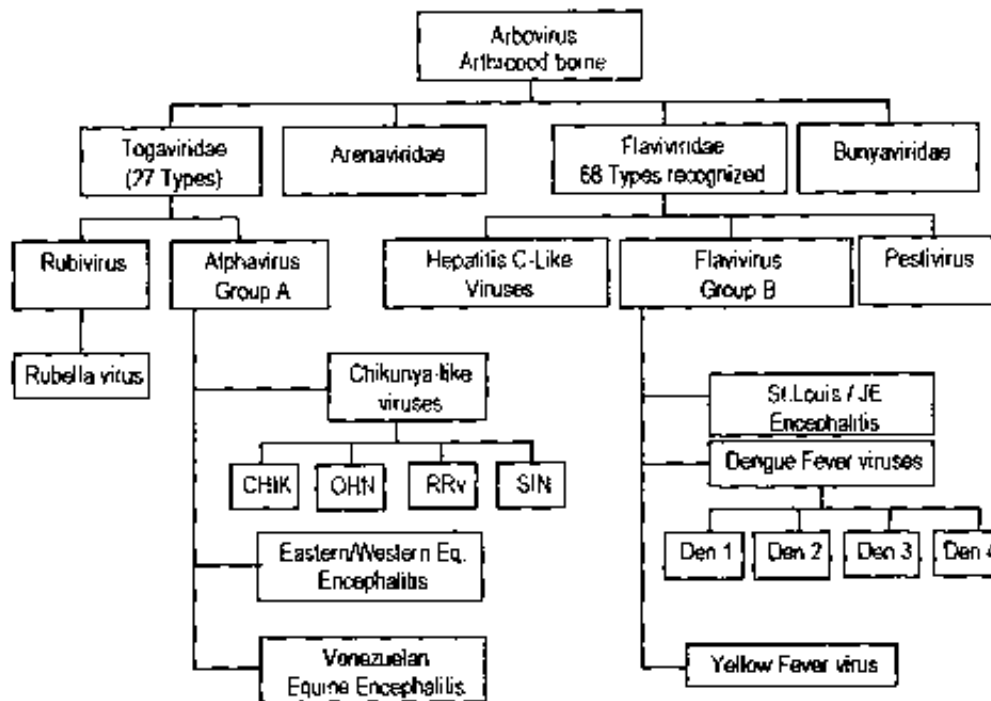 Arbovirus
Arthropod borne
Togaviridae
(27 Types)
Arenaviridae
Flaviviridae
68 Types recognized
Bunyaviridae
Rubivirus
Alphavirus
Group A
Hepatitis C-Like
Viruses
Flavivirus
Group B
Pestivirus
Rubella virus
Chikunya-like
viruses
CHIK
OHN
RRv
SIN
Eastern/Western Eq.
Encephalitis
Venezuelan
Equine Encephalitis
St.Louis / JE
Encephalitis
Dengue Fever viruses
Den 1
Den 2
Den 3
Den 4
Yellow Fever virus